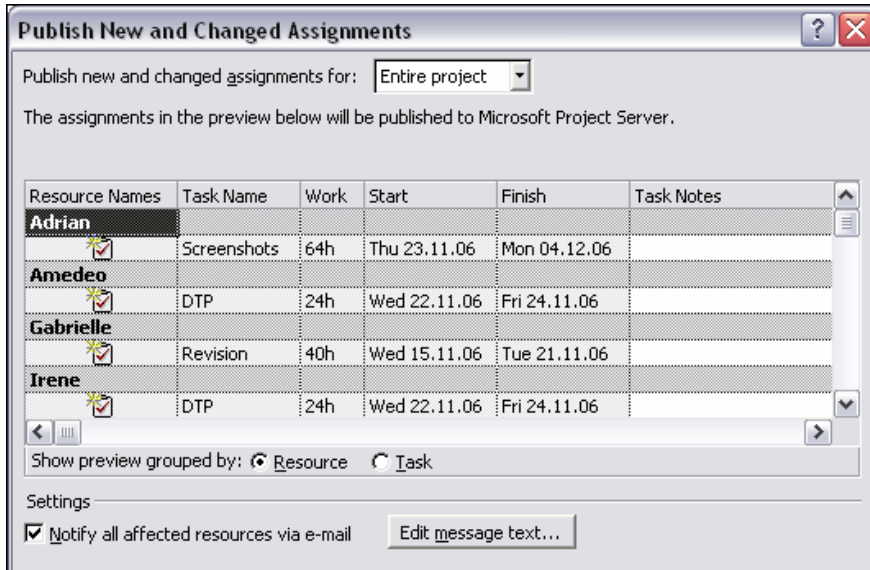 Publish New and Changed Assignments
Publish new and changed assignments for: Entire project
The assignments in the preview below will be published to Microsoft Project Server.
Resource Names Task Name Work Start Finish Task Notes
Adrian
Screenshots 64h Thu 23.11.06 Mon 04.12.06
Amedeo
DTP 24h Wed 22.11.06 Fri 24.11.06
Gabrielle
Revision 40h Wed 15.11.06 Tue 21.11.06
Irene
DTP 24h Wed 22.11.06 Fri 24.11.06
Show preview grouped by: Resource Task
Settings
Notify all affected resources via e-mail Edit message text...